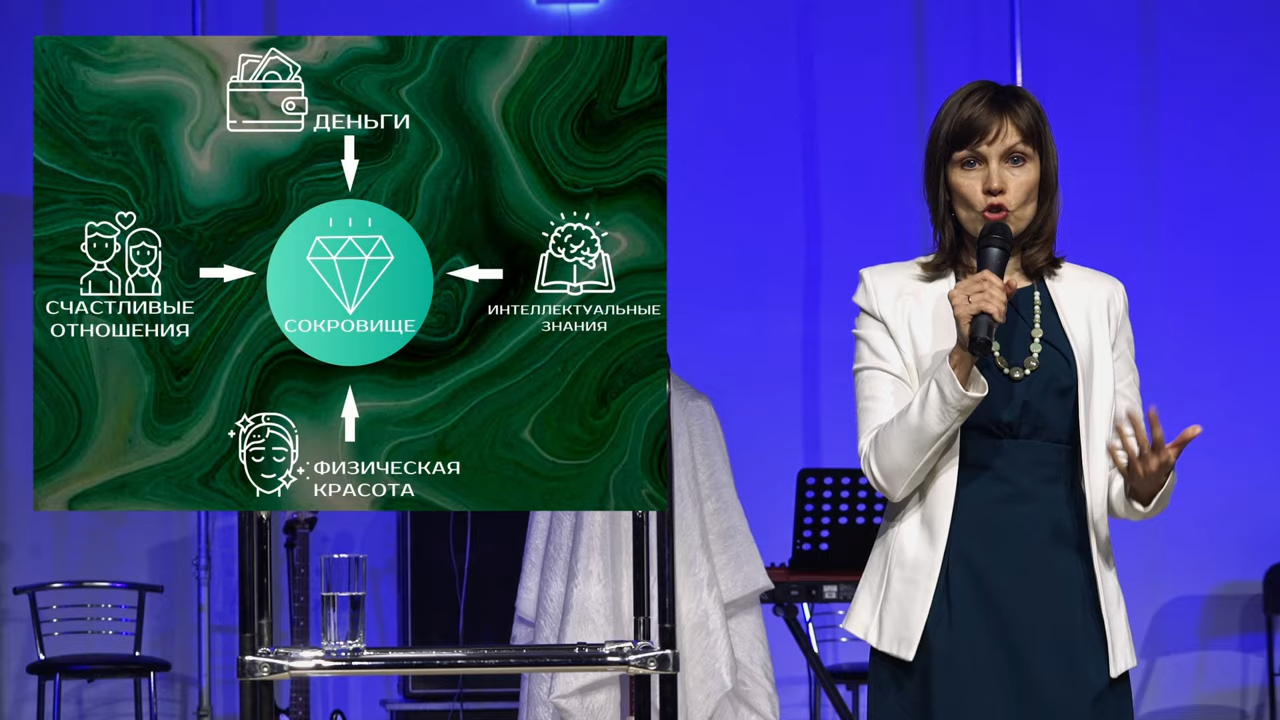 ДЕНЬГИ
СЧАСТЛИВЫЕ
ОТНОШЕНИЯ
СОКРОВИЩЕ
ИНТЕЛЛЕКТУАЛЬНЫЕ
ЗНАНИЯ
ФИЗИЧЕСКАЯ
КРАСОТА